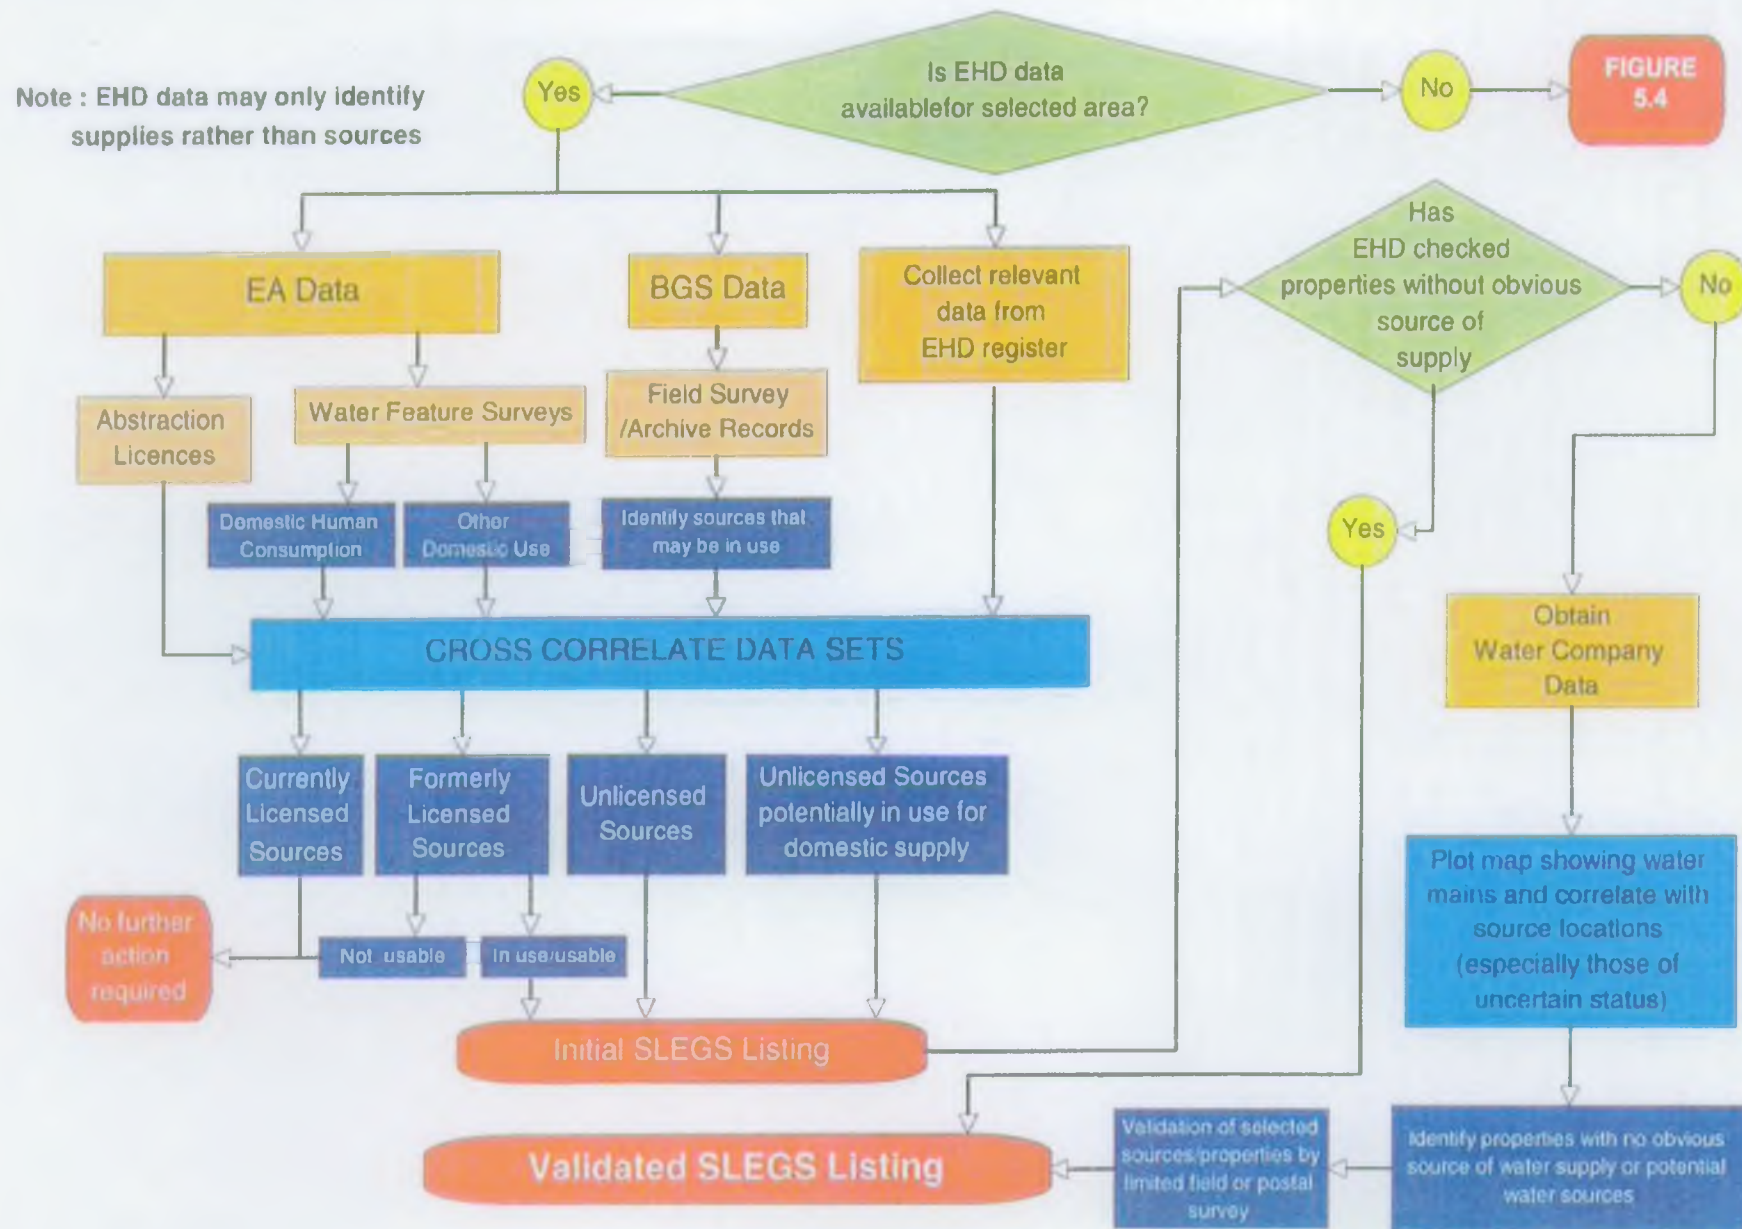 Note : EHD data may only identify
supplies rather than sources
Yes
Is EHD data
availablefor selected area?
No
FIGURE
5.4
EA Data
BGS Data
Collect relevant
data from
EHD register
Has
EHD checked
properties without obvious
source of
supply
No
Abstraction
Licences
Water Feature Surveys
Field Survey
/Archive Records
Domestic Human
Consumption
Other
Domestic Use
Identify sources that
may be in use
Yes
CROSS CORRELATE DATA SETS
Obtain
Water Company
Data
Currently
Licensed
Sources
Formerly
Licensed
Sources
Unlicensed
Sources
Unlicensed Sources
potentially in use for
domestic supply
Plot map showing water
mains and correlate with
source locations
(especially those of
uncertain status)
No further
action
required
Not usable
In use/usable
Initial SLEGS Listing
Validated SLEGS Listing
Validation of selected
sources/properties by
limited field or postal
survey
Identify properties with no obvious
source of water supply or potential
water sources